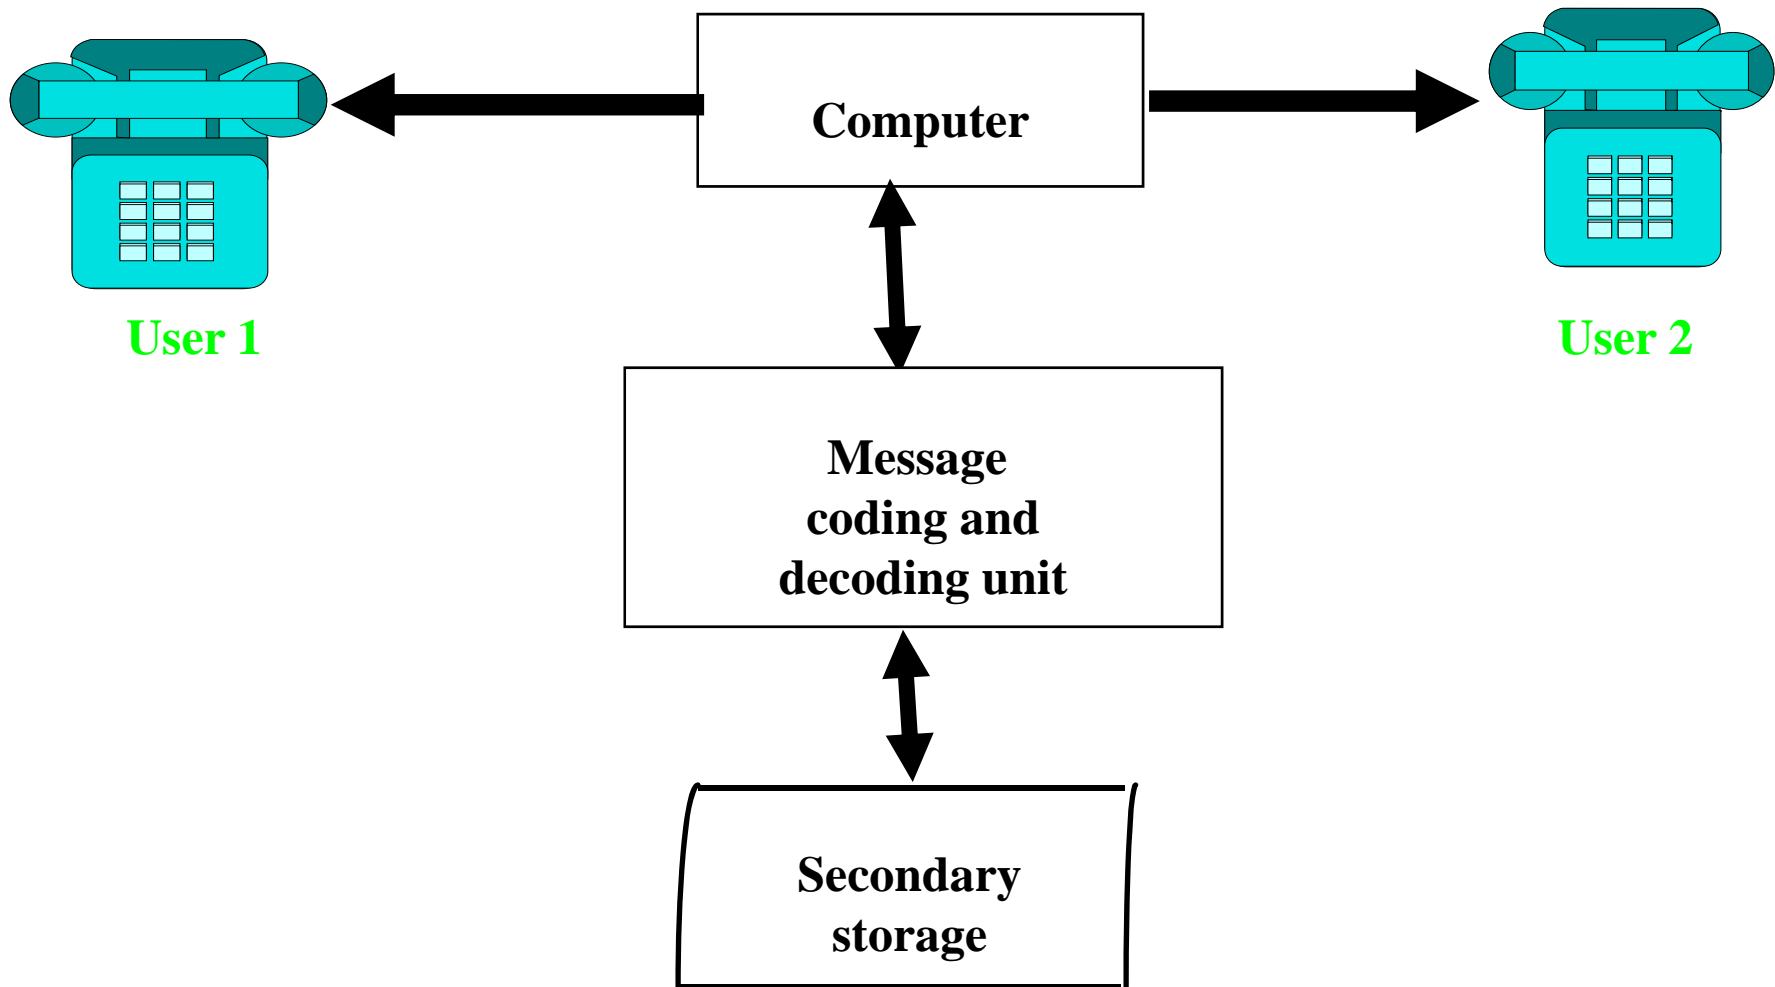 Computer
User 1
User 2
Message
coding and
decoding unit
Secondary
storage